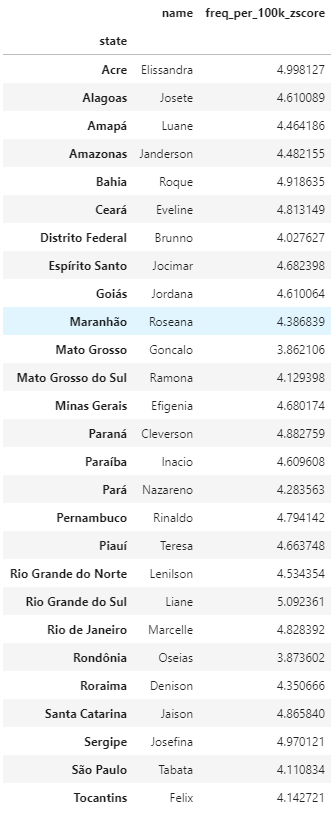 name freq_per_100k_zscore
state
Acre Elissandra 4.998127
Alagoas Josete 4.610089
Amapá Luane 4.464186
Amazonas Janderson 4.482155
Bahia Roque 4.918635
Ceará Eveline 4.813149
Distrito Federal Brunno 4.027627
Espírito Santo Jocimar 4.682398
Goiás Jordana 4.610064
Maranhão Roseana 4.386839
Mato Grosso Goncalo 3.862106
Mato Grosso do Sul Ramona 4.129398
Minas Gerais Efigenia 4.680174
Paraná Cleverson 4.882759
Paraíba Inacio 4.609608
Pará Nazareno 4.283563
Pernambuco Rinaldo 4.794142
Piauí Teresa 4.663748
Rio Grande do Norte Lenilson 4.534354
Rio Grande do Sul Liane 5.092361
Rio de Janeiro Marcelle 4.828392
Rondônia Oseias 3.873602
Roraima Denison 4.350666
Santa Catarina Jaison 4.865840
Sergipe Josefina 4.970121
São Paulo Tabata 4.110834
Tocantins Felix 4.142721